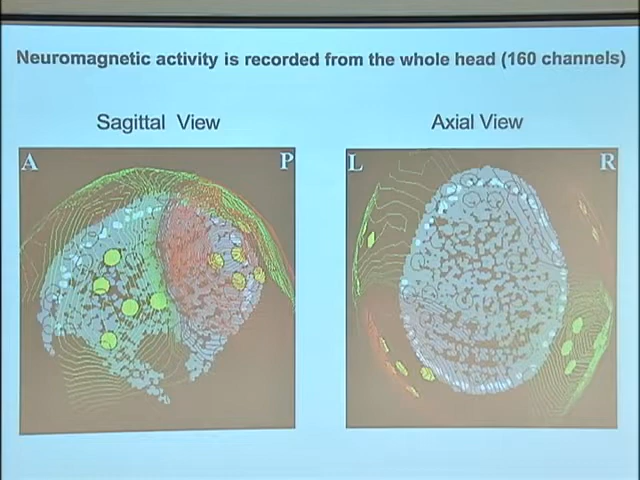 Neuromagnetic activity is recorded from the whole head (160 channels)
Sagittal View
Axial View
A
P
L
R